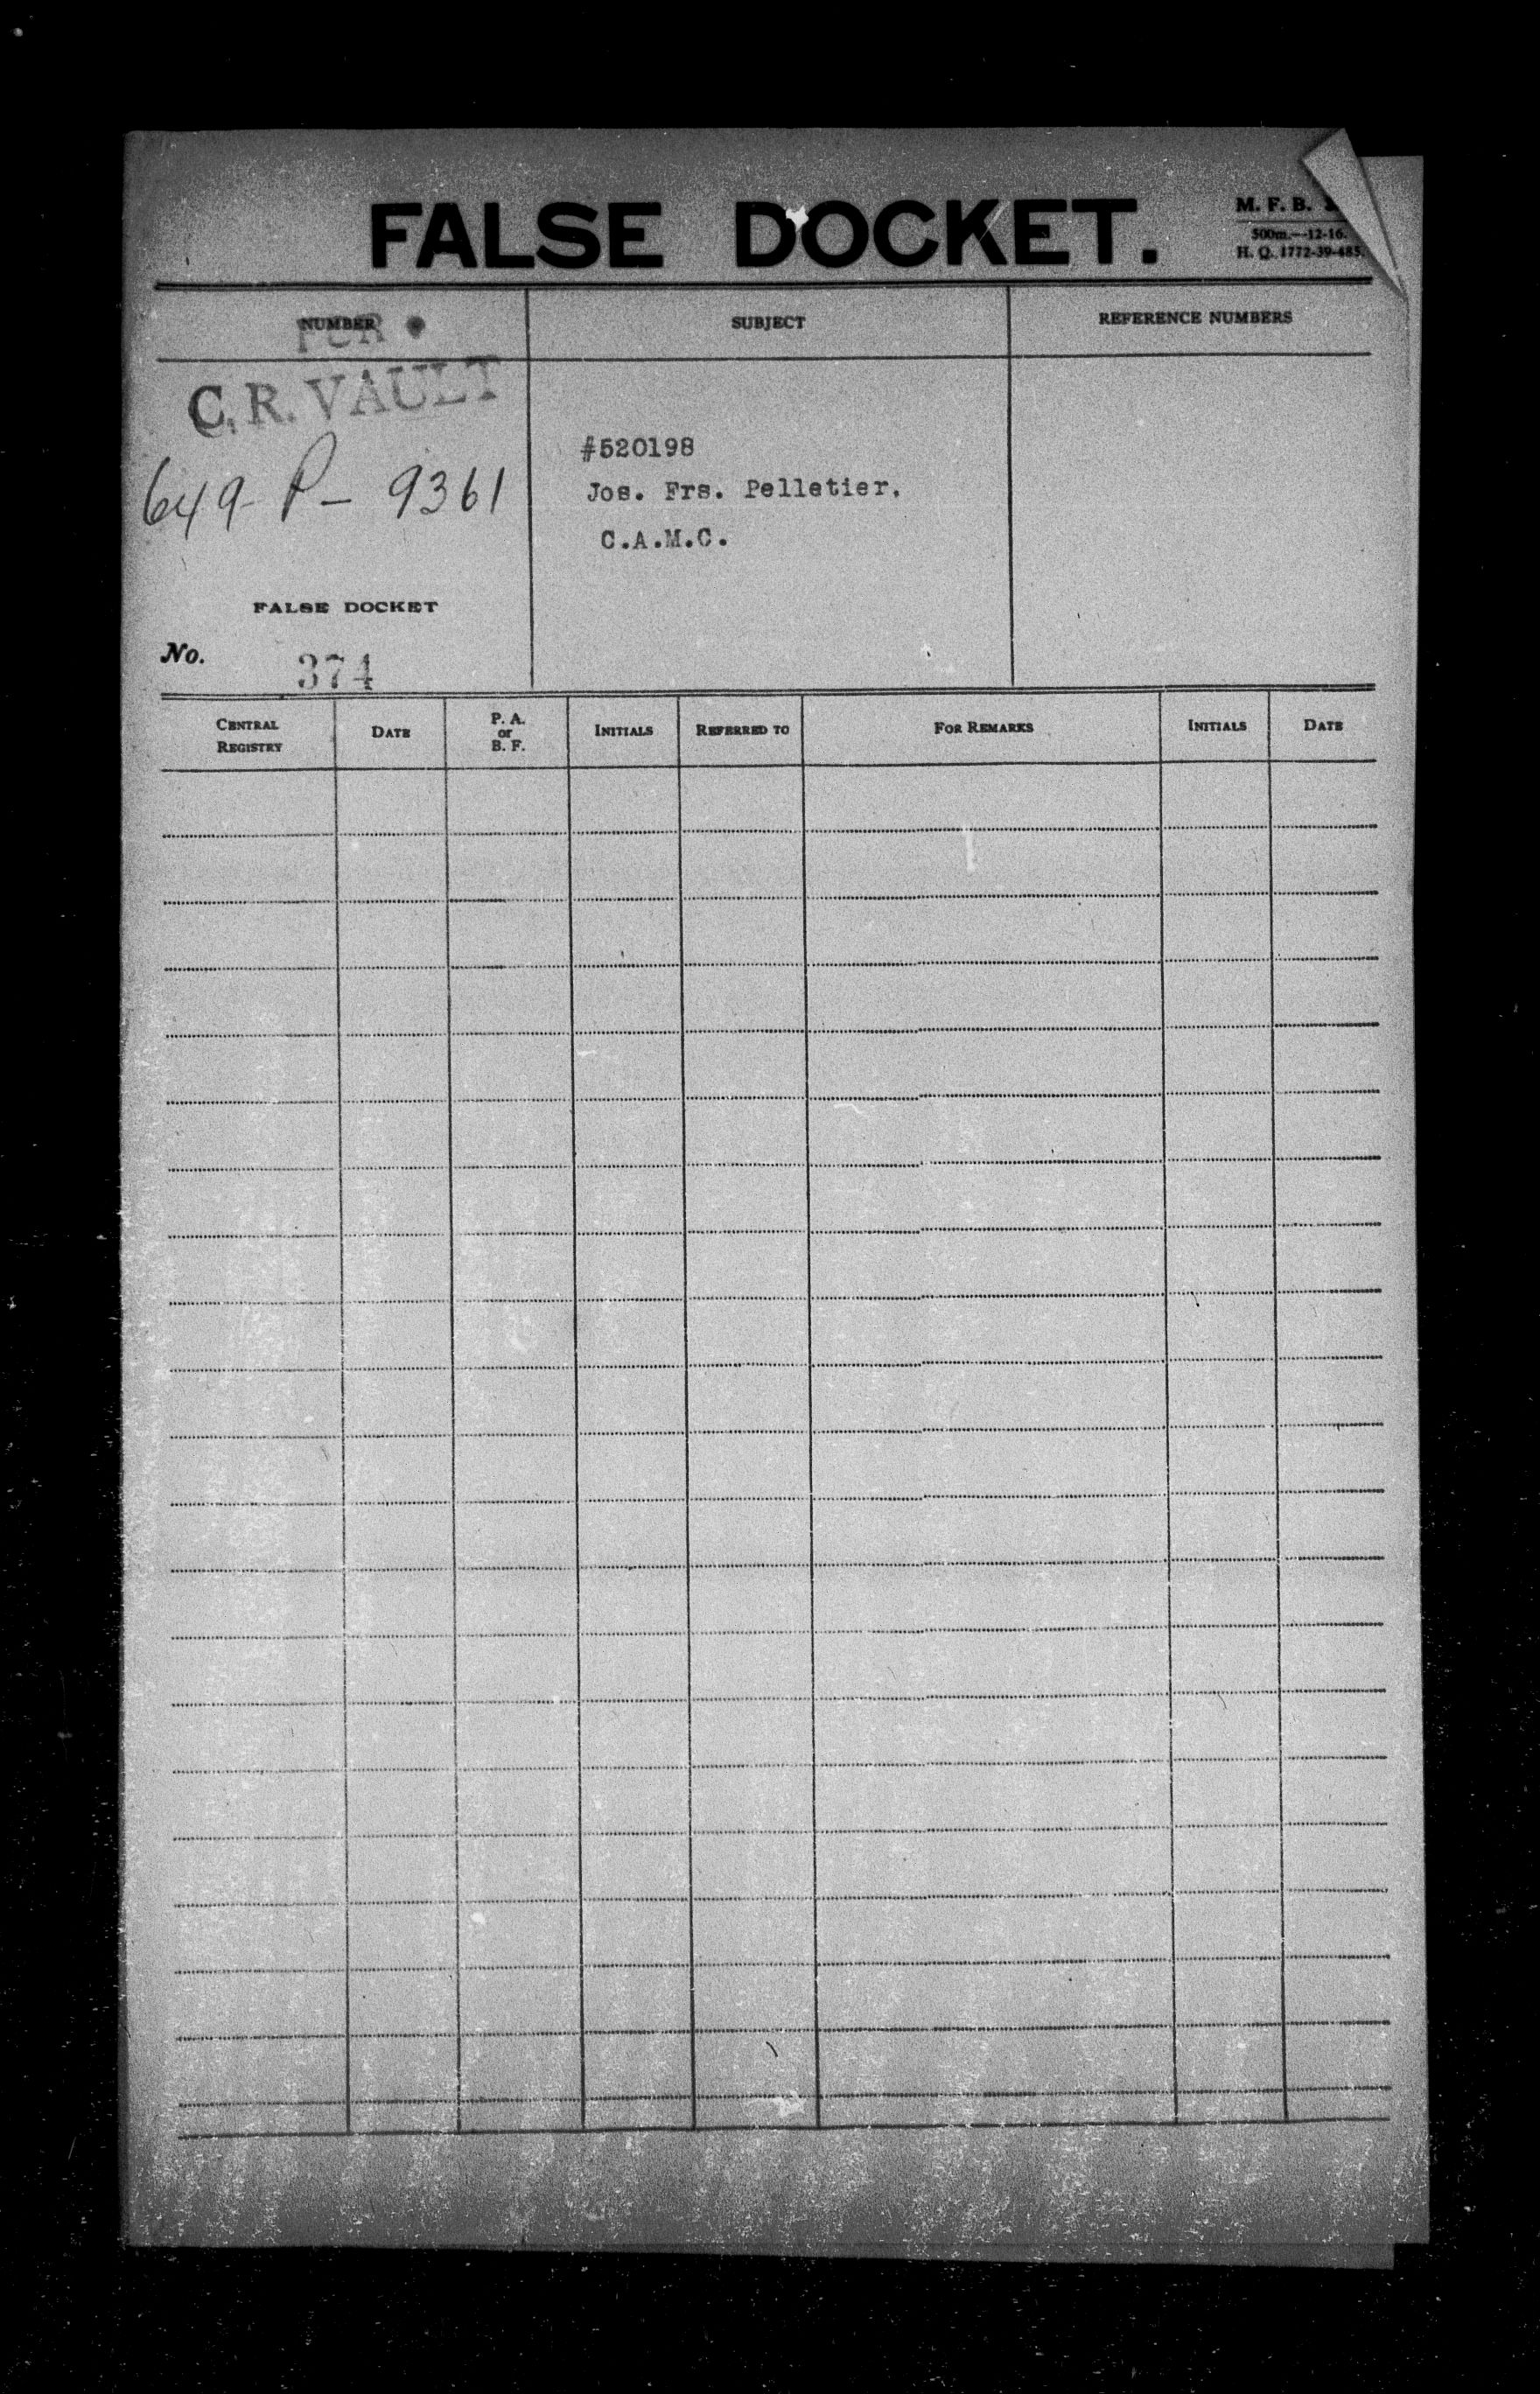 FALSE DOCKET.
M. F. B.
500m.—12-16.
H. Q. 1772-39-485.
NUMBER
SUBJECT
REFERENCE NUMBERS
FOR
C. R. VAULT
649-P-9361
#520198
Jos. Frs. Pelletier.
C.A.M.C.
FALSE DOCKET
No. 374
CENTRAL REGISTRY
DATE
P. A. or B. F.
INITIALS
REFERRED TO
FOR REMARKS
INITIALS
DATE